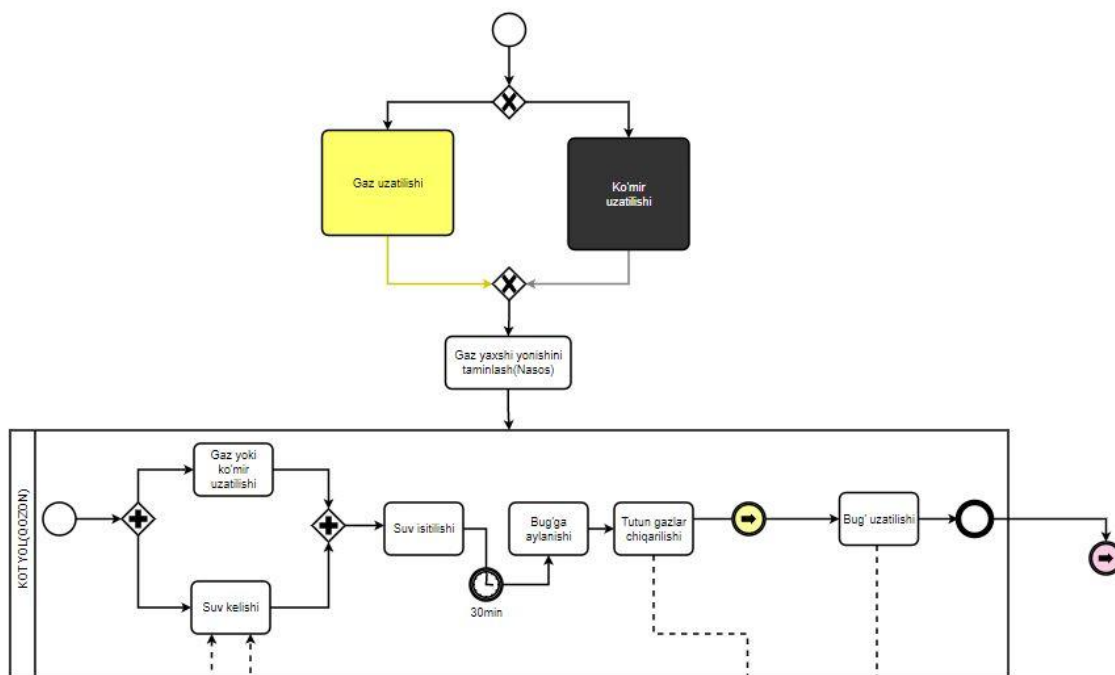 Gaz uzatilishi
Ko'mir
uzatilishi
Gaz yaxshi yonishini
taminlash(Nasos)
KOTYOL(QOZON)
Gaz yoki
ko'mir
uzatilishi
Suv kelishi
Suv isitilishi
30min
Bug'ga
aylanishi
Tutun gazlar
chiqarilishi
Bug' uzatilishi